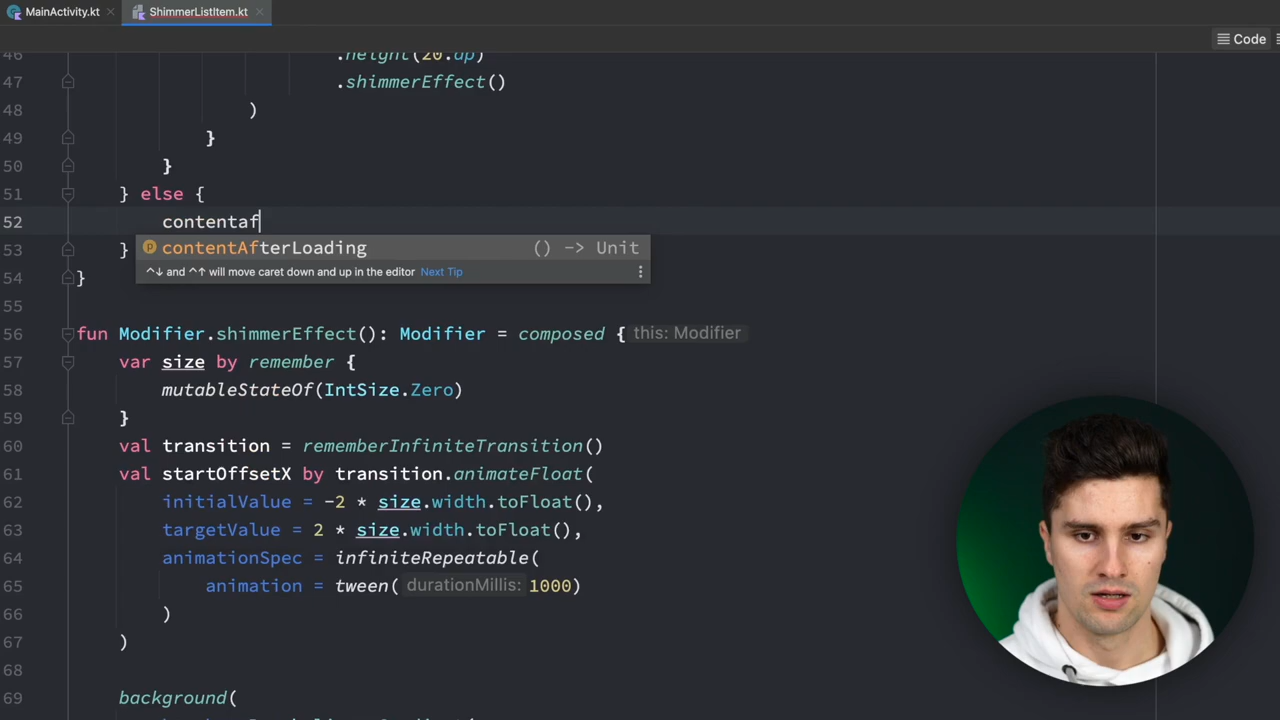 MainActivity.kt × ShimmerListItem.kt ×
Code
46 .height(20.dp)
47 .shimmerEffect()
48 )
49 }
50 }
51 } else {
52 contentaf
contentAfterLoading () -> Unit
^↓ and ^↑ will move caret down and up in the editor Next Tip
53 }
54 }
55
56 fun Modifier.shimmerEffect(): Modifier = composed { this: Modifier
57 var size by remember {
58 mutableStateOf(IntSize.Zero)
59 }
60 val transition = rememberInfiniteTransition()
61 val startOffsetX by transition.animateFloat(
62 initialValue = -2 * size.width.toFloat(),
63 targetValue = 2 * size.width.toFloat(),
64 animationSpec = infiniteRepeatable(
65 animation = tween( durationMillis: 1000)
66 )
67 )
68
69 background(